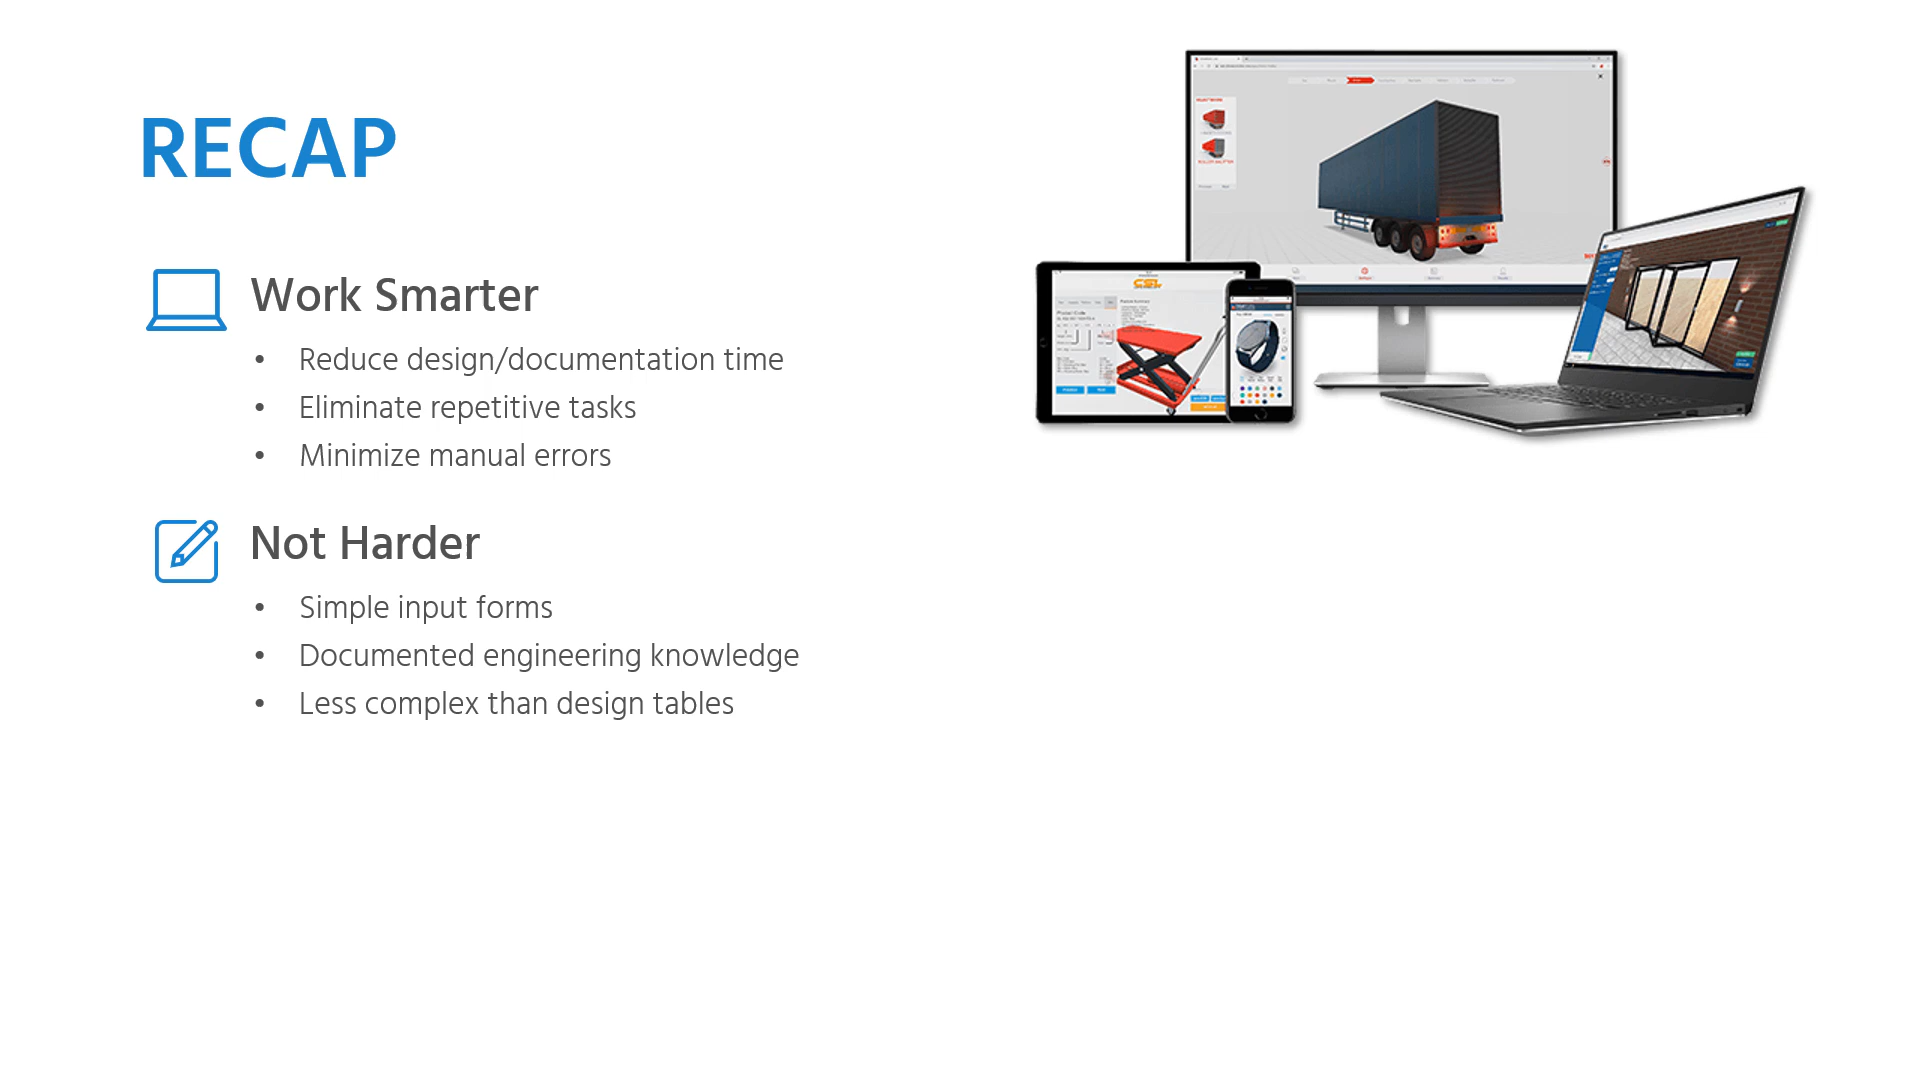 RECAP
Work Smarter
• Reduce design/documentation time
• Eliminate repetitive tasks
• Minimize manual errors
Not Harder
• Simple input forms
• Documented engineering knowledge
• Less complex than design tables